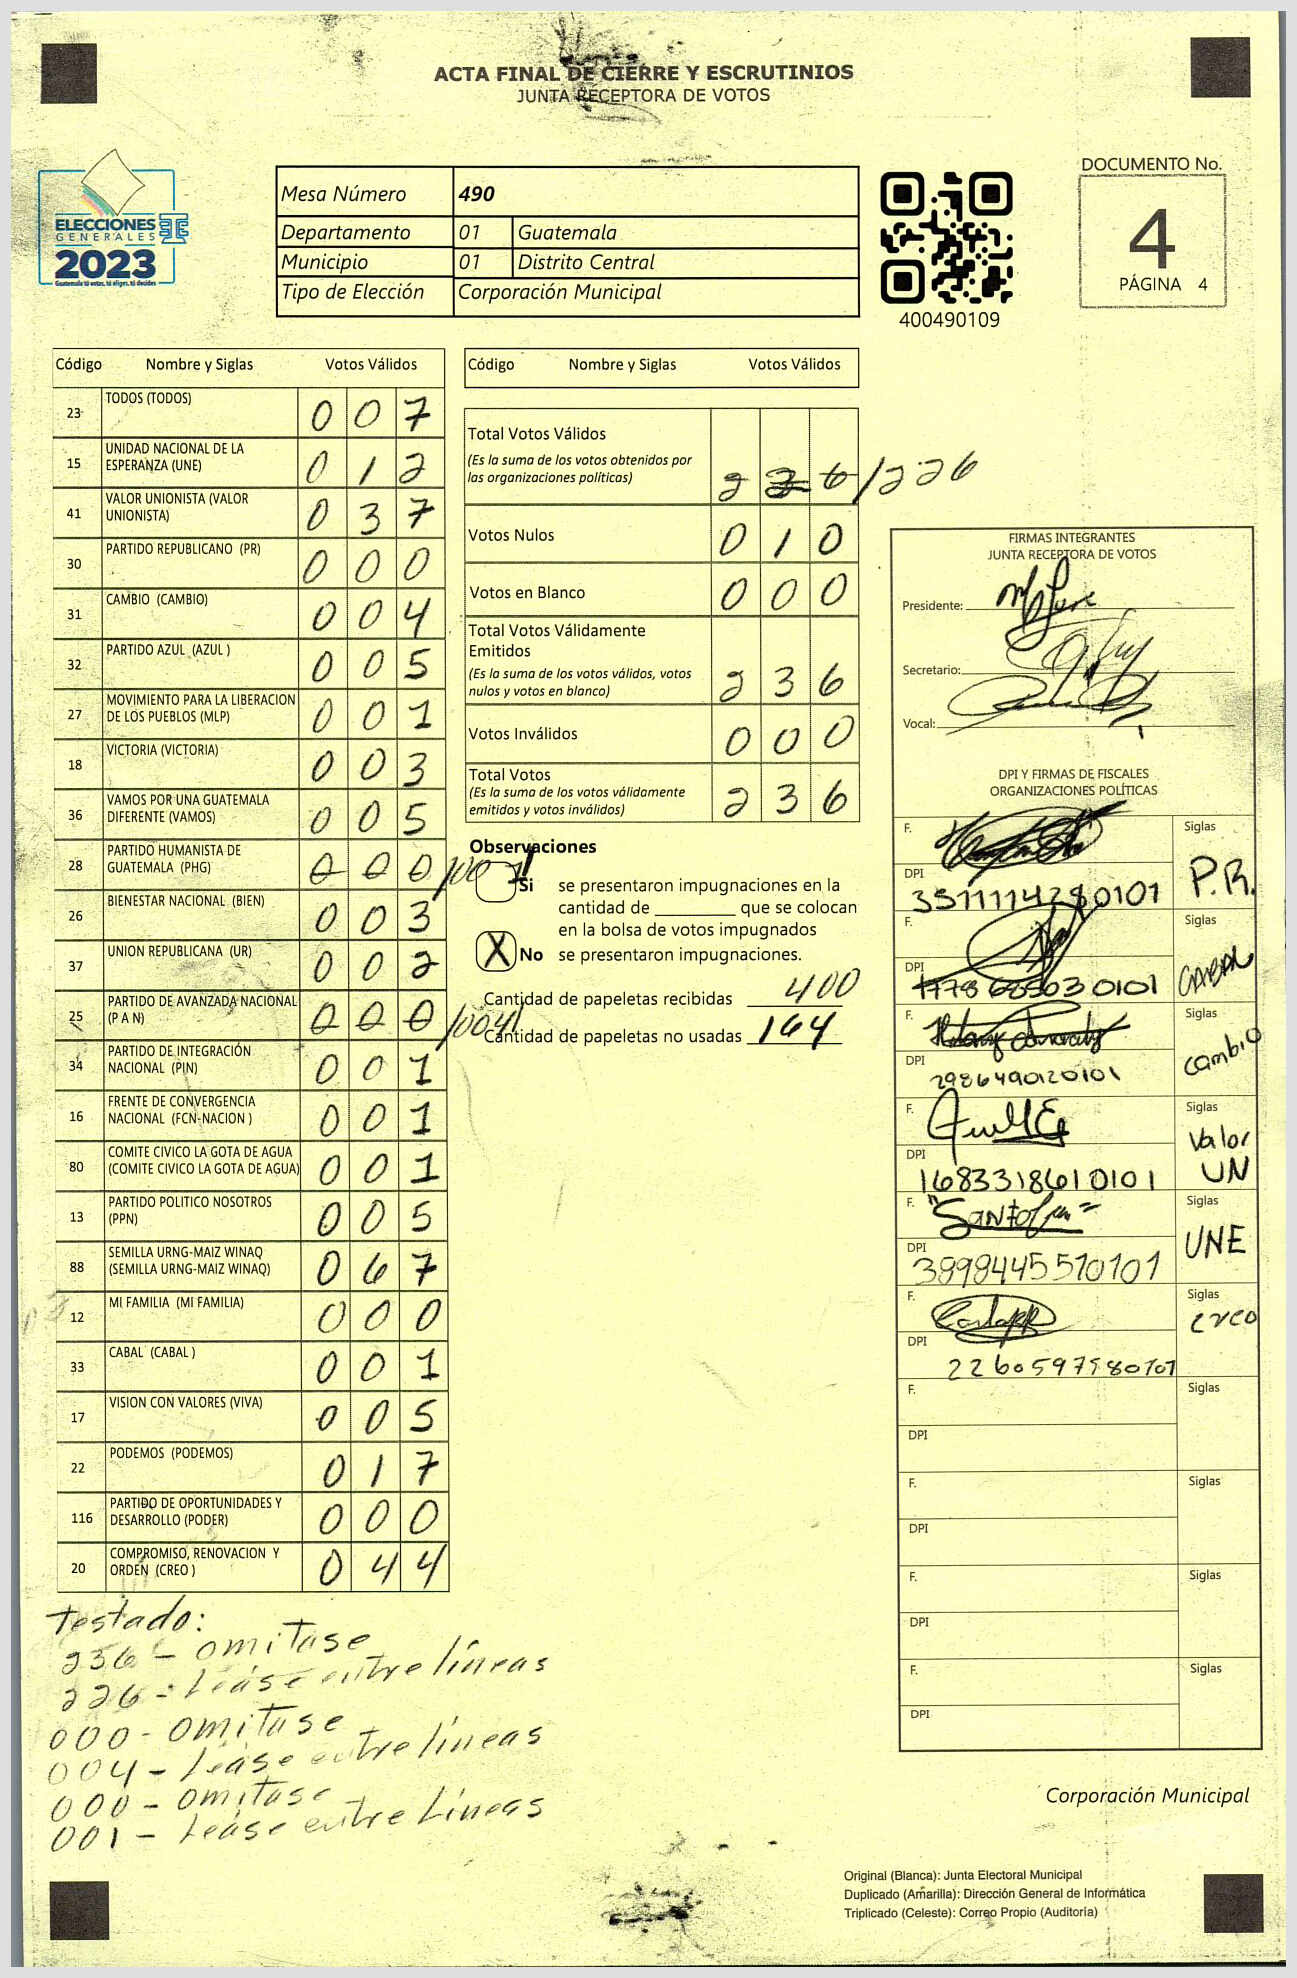 ACTA FINAL DE CIERRE Y ESCRUTINIOS
JUNTA RECEPTORA DE VOTOS
ELECCIONES
GENERALES
2023
Guatemala tú votas, tú eliges, tú decides
Mesa Número 490
Departamento 01 Guatemala
Municipio 01 Distrito Central
Tipo de Elección Corporación Municipal
400490109
DOCUMENTO No.
4
PÁGINA 4
Código Nombre y Siglas Votos Válidos
23 TODOS (TODOS) 0 0 7
15 UNIDAD NACIONAL DE LA ESPERANZA (UNE) 0 1 2
41 VALOR UNIONISTA (VALOR UNIONISTA) 0 3 7
30 PARTIDO REPUBLICANO (PR) 0 0 0
31 CAMBIO (CAMBIO) 0 0 4
32 PARTIDO AZUL (AZUL ) 0 0 5
27 MOVIMIENTO PARA LA LIBERACION DE LOS PUEBLOS (MLP) 0 0 1
18 VICTORIA (VICTORIA) 0 0 3
36 VAMOS POR UNA GUATEMALA DIFERENTE (VAMOS) 0 0 5
28 PARTIDO HUMANISTA DE GUATEMALA (PHG) 0 0 0 /001
26 BIENESTAR NACIONAL (BIEN) 0 0 3
37 UNION REPUBLICANA (UR) 0 0 2
25 PARTIDO DE AVANZADA NACIONAL (P A N) 0 0 0 /004
34 PARTIDO DE INTEGRACIÓN NACIONAL (PIN) 0 0 1
16 FRENTE DE CONVERGENCIA NACIONAL (FCN-NACION ) 0 0 1
80 COMITE CIVICO LA GOTA DE AGUA (COMITE CIVICO LA GOTA DE AGUA) 0 0 1
13 PARTIDO POLITICO NOSOTROS (PPN) 0 0 5
88 SEMILLA URNG-MAIZ WINAQ (SEMILLA URNG-MAIZ WINAQ) 0 6 7
12 MI FAMILIA (MI FAMILIA) 0 0 0
33 CABAL (CABAL ) 0 0 1
17 VISION CON VALORES (VIVA) 0 0 5
22 PODEMOS (PODEMOS) 0 1 7
116 PARTIDO DE OPORTUNIDADES Y DESARROLLO (PODER) 0 0 0
20 COMPROMISO, RENOVACION Y ORDEN (CREO ) 0 4 4
Testado:
236 - omitase
226 - Léase entre líneas
000 - omitase
004 - Léase entre líneas
000 - omitase
001 - Léase entre Líneas
Código Nombre y Siglas Votos Válidos
Total Votos Válidos
(Es la suma de los votos obtenidos por
las organizaciones políticas) 2 3 6 /226
Votos Nulos 0 1 0
Votos en Blanco 0 0 0
Total Votos Válidamente
Emitidos
(Es la suma de los votos válidos, votos
nulos y votos en blanco) 2 3 6
Votos Inválidos 0 0 0
Total Votos
(Es la suma de los votos válidamente
emitidos y votos inválidos) 2 3 6
Observaciones
Si se presentaron impugnaciones en la
cantidad de ________ que se colocan
en la bolsa de votos impugnados
X No se presentaron impugnaciones.
Cantidad de papeletas recibidas 400
Cantidad de papeletas no usadas 164
FIRMAS INTEGRANTES
JUNTA RECEPTORA DE VOTOS
Presidente:
Secretario:
Vocal:
DPI Y FIRMAS DE FISCALES
ORGANIZACIONES POLÍTICAS
F. Siglas
DPI P.R.
F. Siglas
DPI CABAL
F. Siglas
DPI 2986490120101 cambio
F. Siglas
DPI 1683318610101 Valor UN
F. Siglas
DPI 3898445570101 UNE
F. Siglas
DPI creo
F. Siglas
DPI
F. Siglas
DPI
F. Siglas
DPI
F. Siglas
DPI
Corporación Municipal
Original (Blanca): Junta Electoral Municipal
Duplicado (Amarilla): Dirección General de Informática
Triplicado (Celeste): Correo Propio (Auditoría)